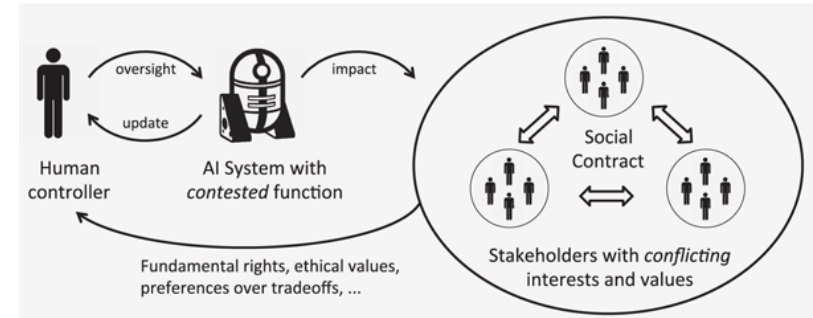 oversight
update
impact
Human
controller
AI System with
contested function
Social
Contract
Stakeholders with conflicting
interests and values
Fundamental rights, ethical values,
preferences over tradeoffs, ...